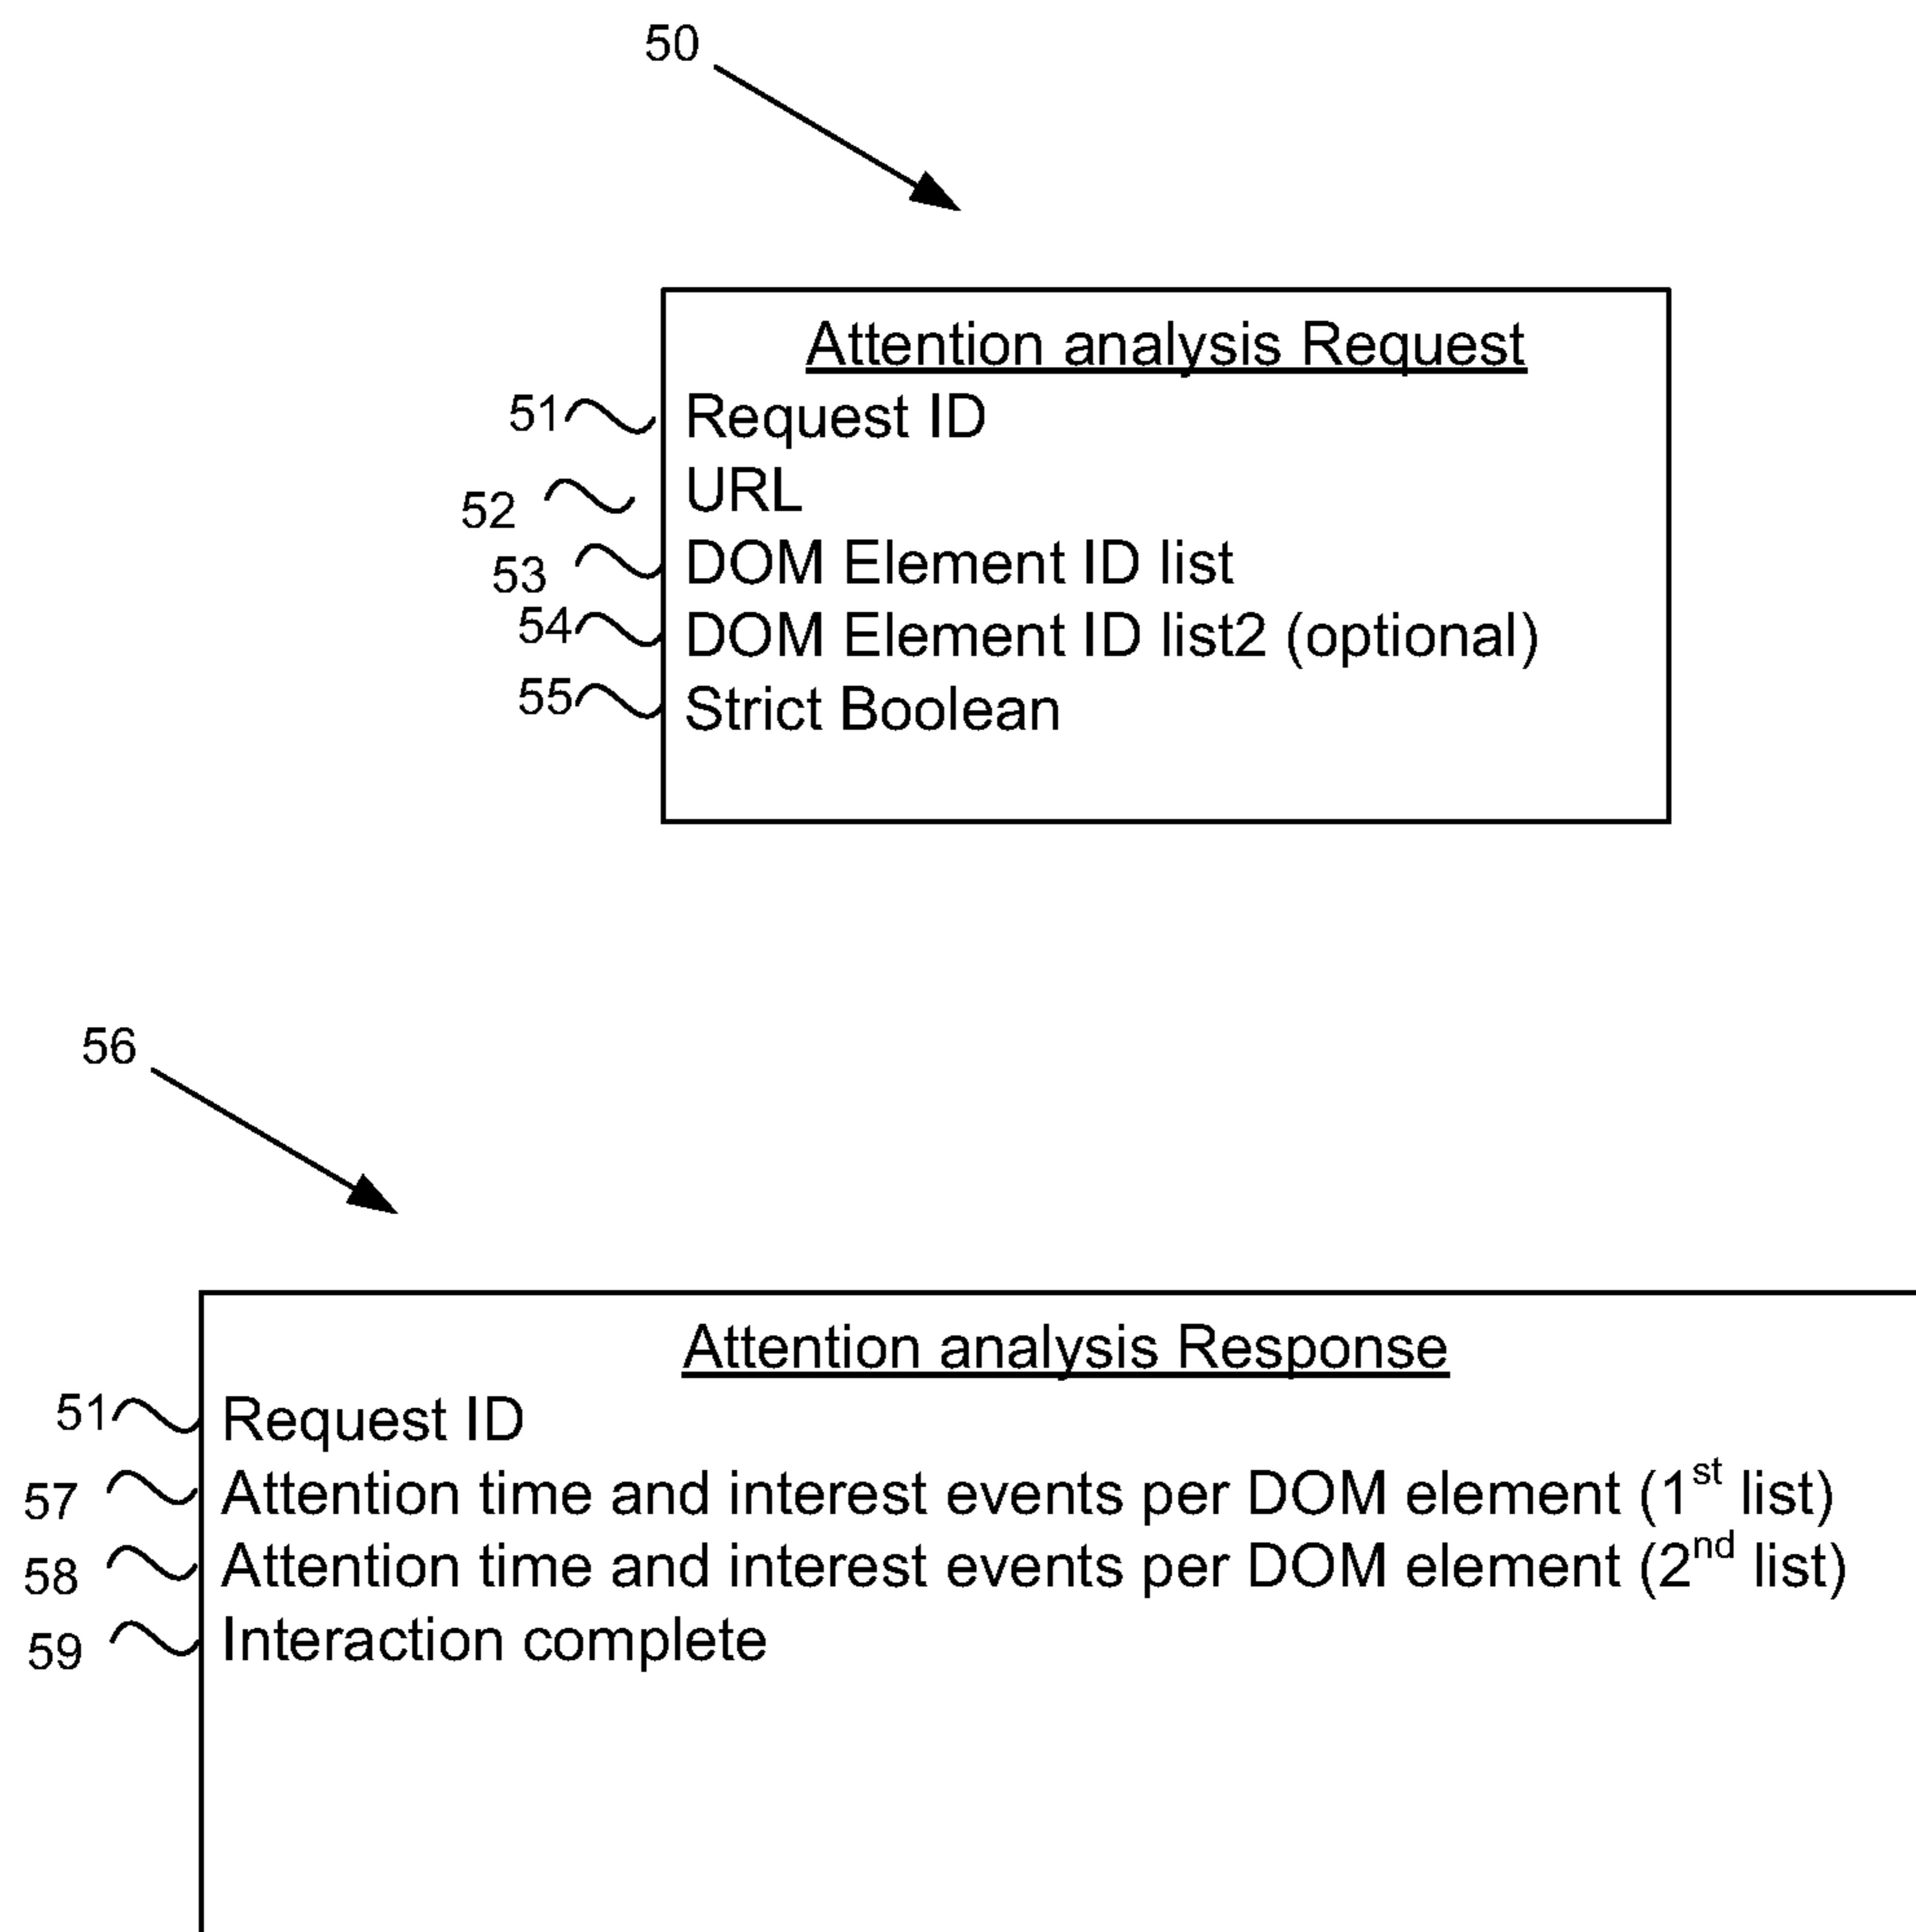 50
Attention analysis Request
51 Request ID
52 URL
53 DOM Element ID list
54 DOM Element ID list2 (optional)
55 Strict Boolean
56
Attention analysis Response
51 Request ID
57 Attention time and interest events per DOM element (1st list)
58 Attention time and interest events per DOM element (2nd list)
59 Interaction complete